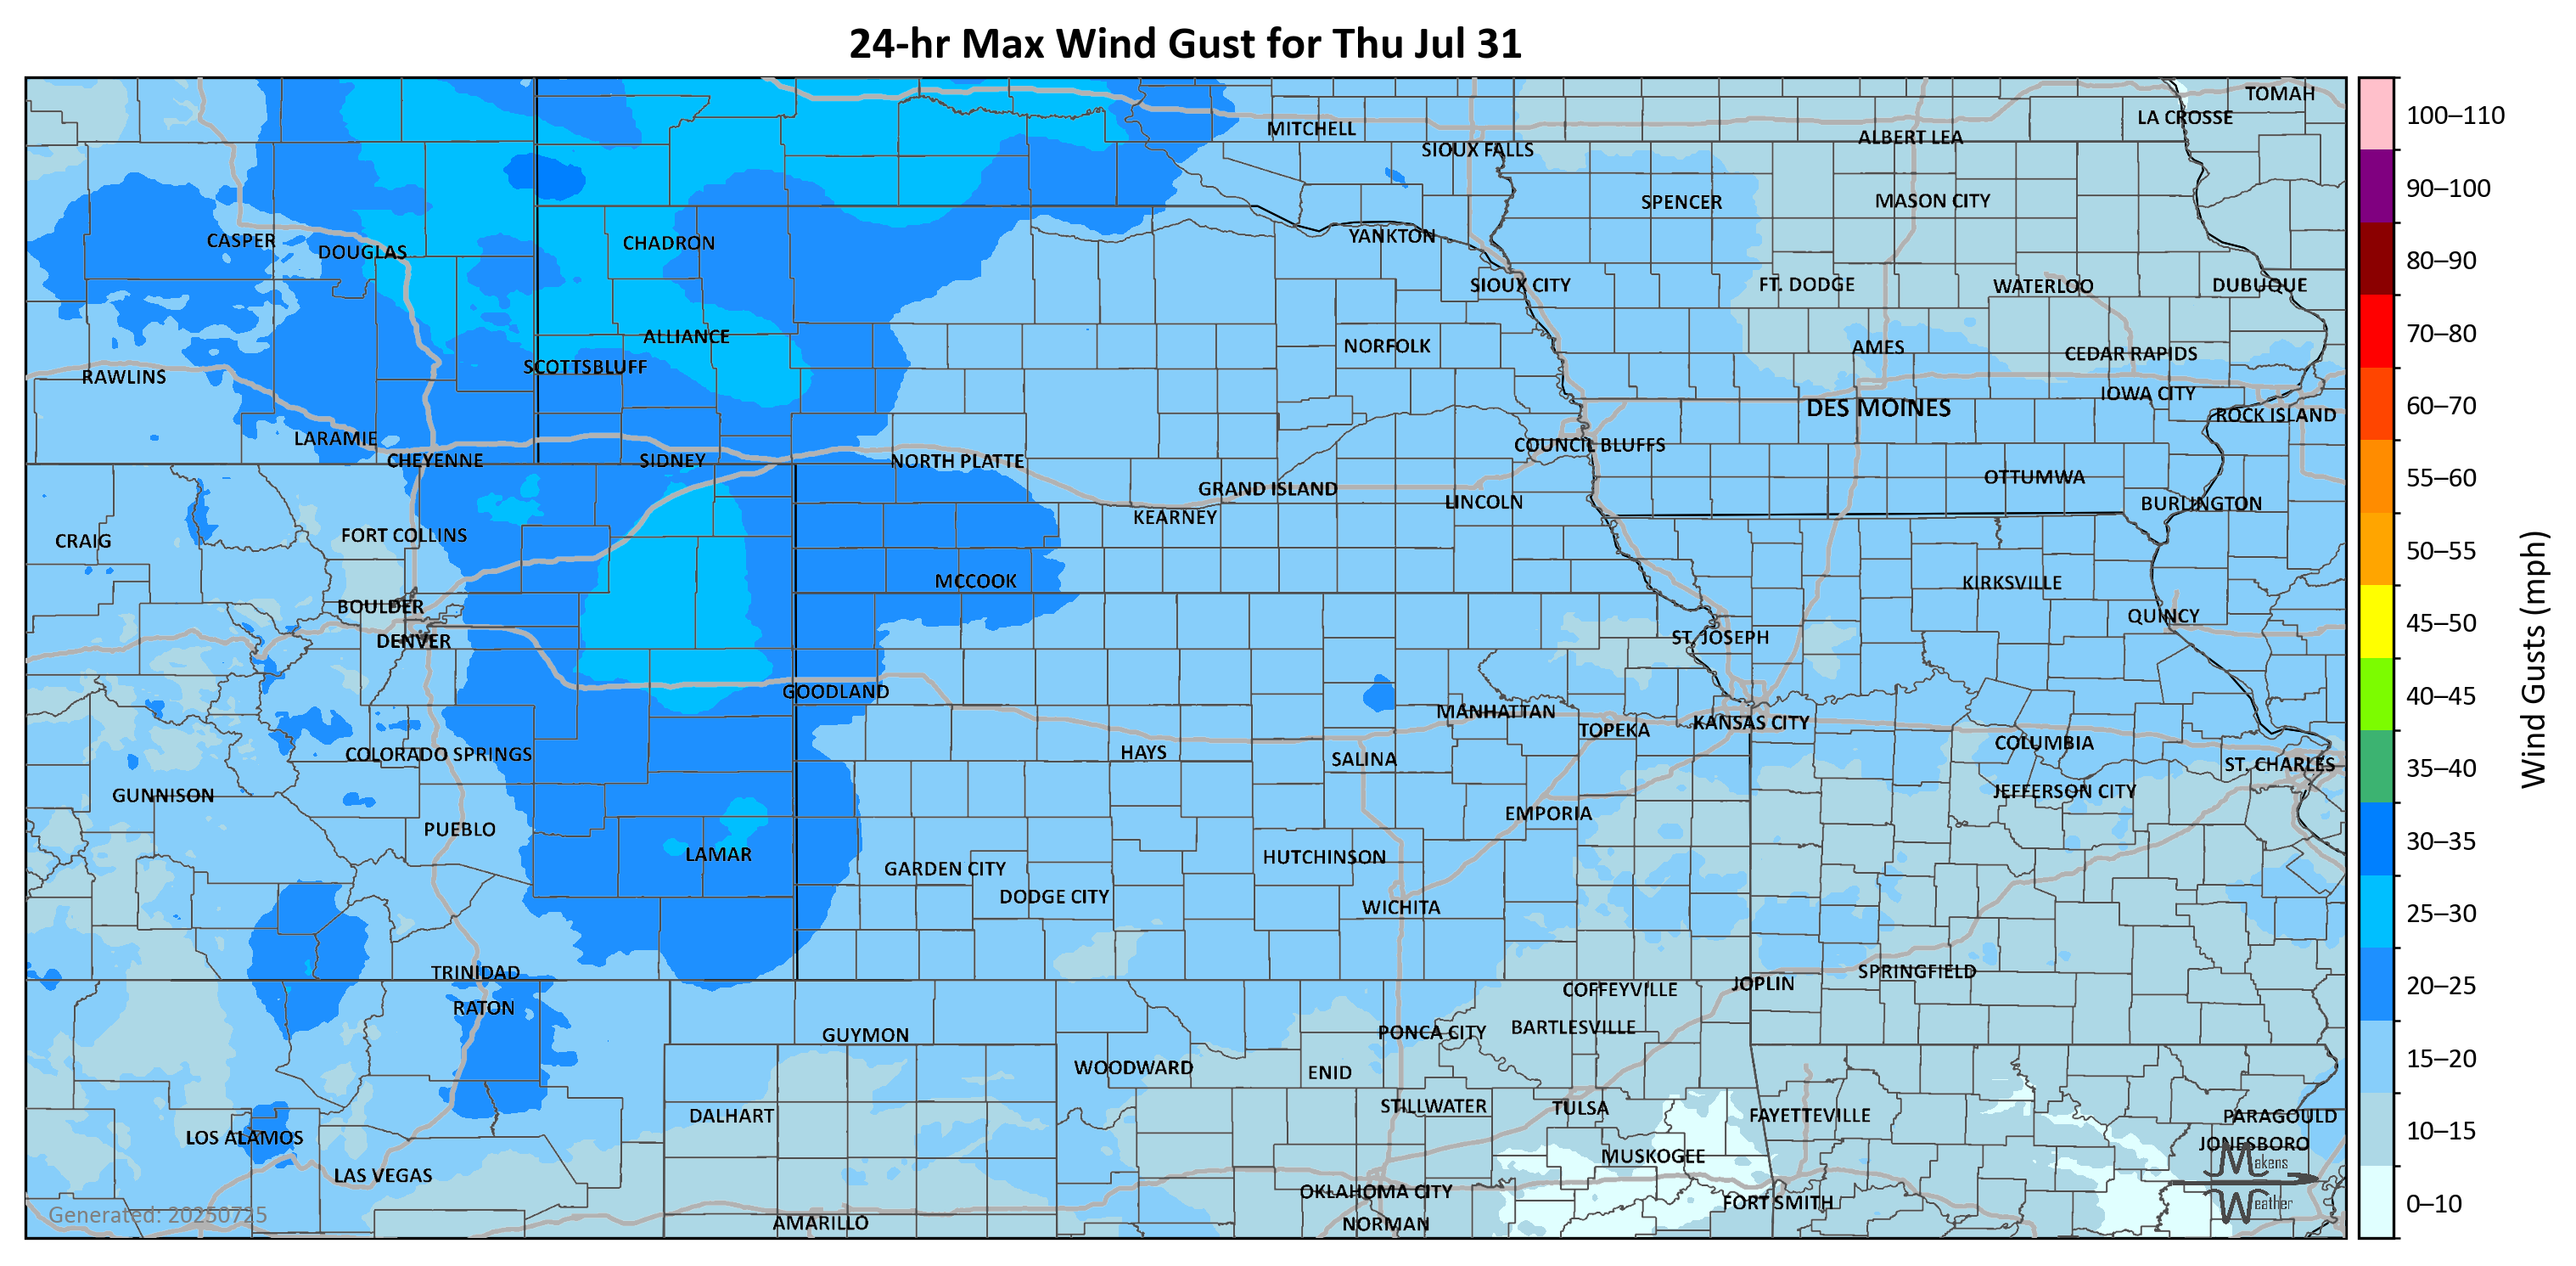 24-hr Max Wind Gust for Thu Jul 31
TOMAH
LA CROSSE
MITCHELL
ALBERT LEA
SIOUX FALLS
SPENCER
MASON CITY
YANKTON
CASPER
CHADRON
DOUGLAS
SIOUX CITY
FT. DODGE
WATERLOO
DUBUQUE
ALLIANCE
NORFOLK
AMES
CEDAR RAPIDS
SCOTTSBLUFF
RAWLINS
IOWA CITY
DES MOINES
ROCK ISLAND
LARAMIE
COUNCIL BLUFFS
CHEYENNE
SIDNEY
NORTH PLATTE
OTTUMWA
GRAND ISLAND
LINCOLN
BURLINGTON
KEARNEY
FORT COLLINS
CRAIG
MCCOOK
KIRKSVILLE
BOULDER
QUINCY
DENVER
ST. JOSEPH
GOODLAND
MANHATTAN
KANSAS CITY
TOPEKA
COLUMBIA
COLORADO SPRINGS
HAYS
SALINA
ST. CHARLES
GUNNISON
JEFFERSON CITY
EMPORIA
PUEBLO
LAMAR
HUTCHINSON
GARDEN CITY
DODGE CITY
WICHITA
TRINIDAD
SPRINGFIELD
JOPLIN
COFFEYVILLE
RATON
BARTLESVILLE
GUYMON
PONCA CITY
WOODWARD
ENID
STILLWATER
TULSA
DALHART
FAYETTEVILLE
PARAGOULD
LOS ALAMOS
JONESBORO
MUSKOGEE
LAS VEGAS
OKLAHOMA CITY
FORT SMITH
AMARILLO
NORMAN
Makens
Weather
Generated: 20250725
100–110
90–100
80–90
70–80
60–70
55–60
50–55
45–50
40–45
35–40
30–35
25–30
20–25
15–20
10–15
0–10
Wind Gusts (mph)